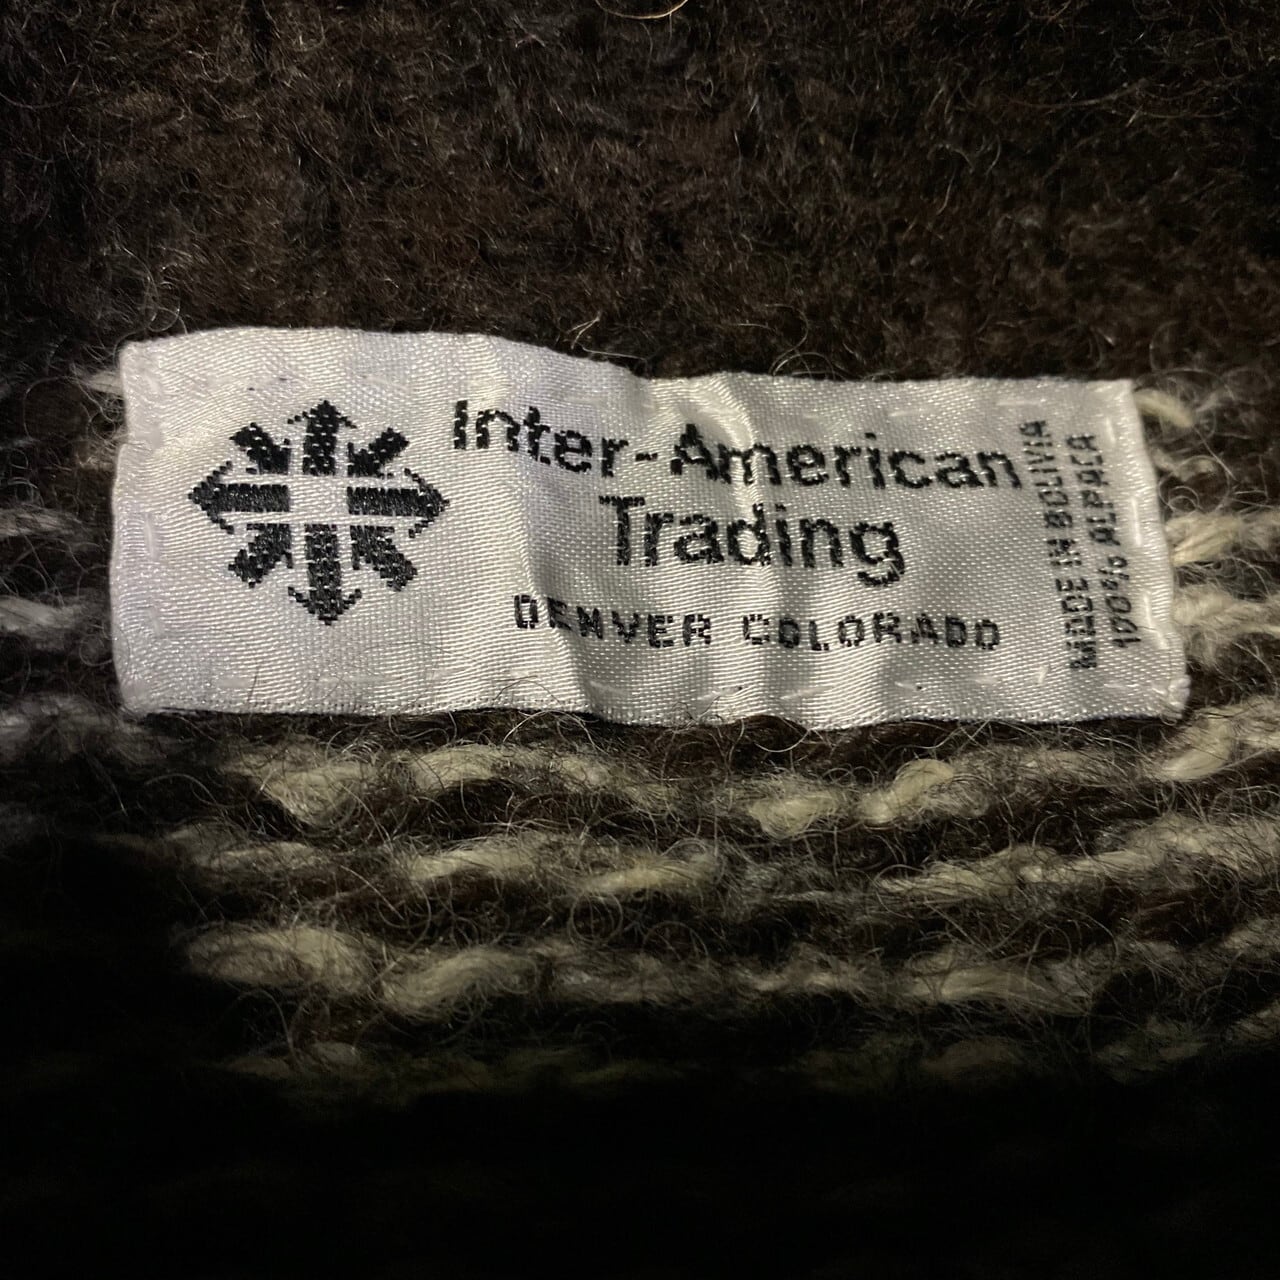 Inter-American
Trading
DENVER COLORADO
MADE IN BOLIVIA
100% ALPACA